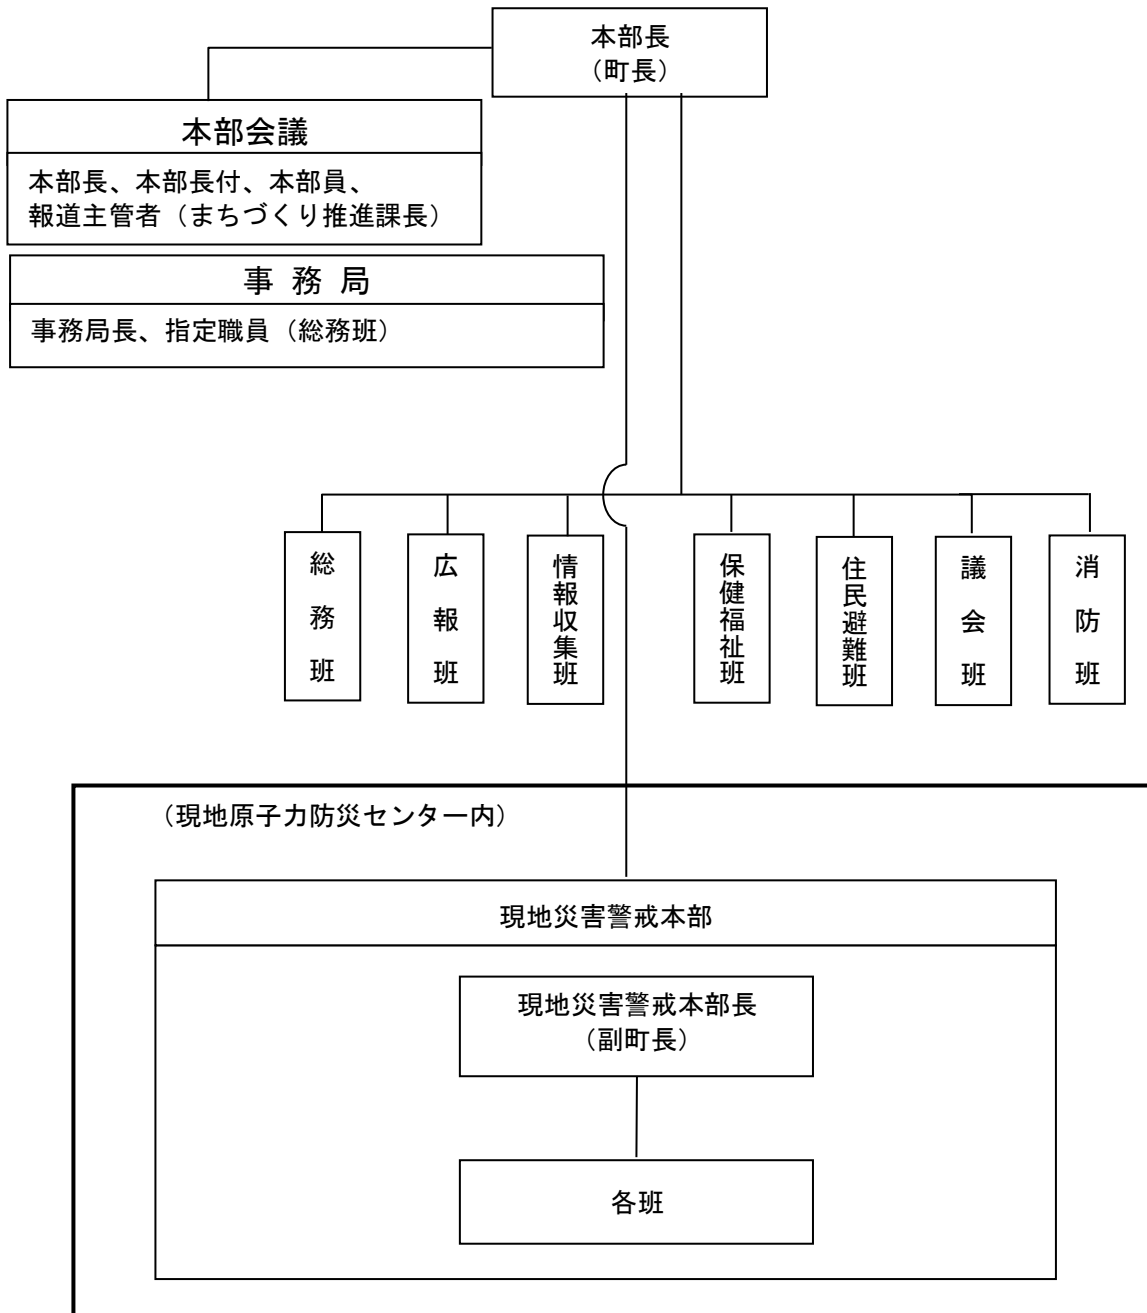 本部長
（町長）
本部会議
本部長、本部長付、本部員、
報道主管者（まちづくり推進課長）
事 務 局
事務局長、指定職員（総務班）
総務班
広報班
情報収集班
保健福祉班
住民避難班
議会班
消防班
（現地原子力防災センター内）
現地災害警戒本部
現地災害警戒本部長
（副町長）
各班